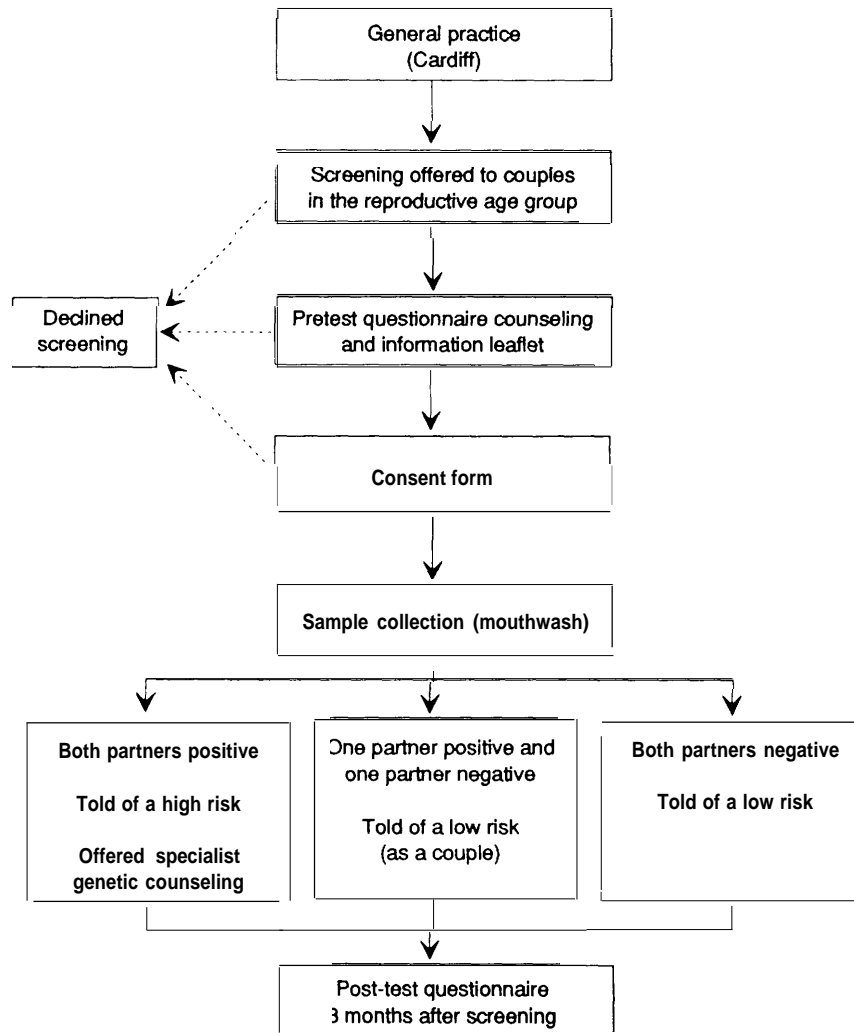 General practice
(Cardiff)
Screening offered to couples
in the reproductive age group
Declined
screening
Pretest questionnaire counseling
and information leaflet
Consent form
Sample collection (mouthwash)
Both partners positive
Told of a high risk
Offered specialist
genetic counseling
One partner positive and
one partner negative
Told of a low risk
(as a couple)
Both partners negative
Told of a low risk
Post-test questionnaire
3 months after screening